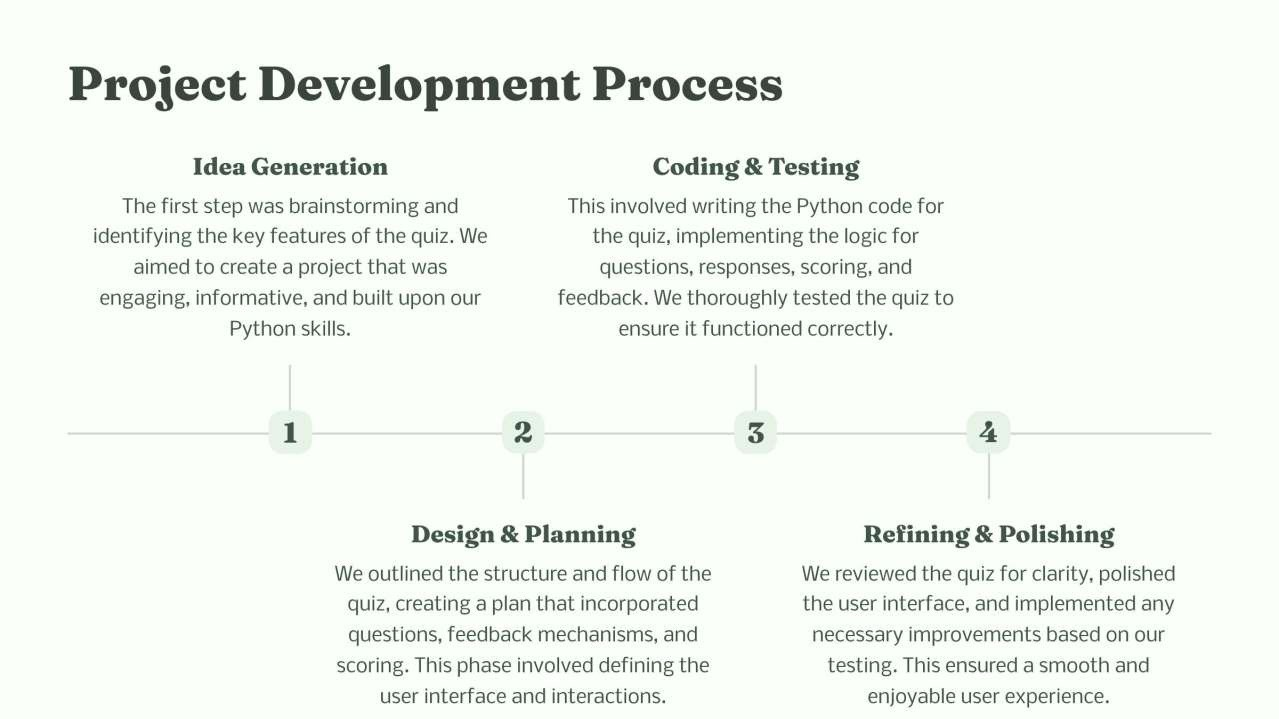 Project Development Process
Idea Generation
The first step was brainstorming and
identifying the key features of the quiz. We
aimed to create a project that was
engaging, informative, and built upon our
Python skills.
Coding & Testing
This involved writing the Python code for
the quiz, implementing the logic for
questions, responses, scoring, and
feedback. We thoroughly tested the quiz to
ensure it functioned correctly.
1
2
3
4
Design & Planning
We outlined the structure and flow of the
quiz, creating a plan that incorporated
questions, feedback mechanisms, and
scoring. This phase involved defining the
user interface and interactions.
Refining & Polishing
We reviewed the quiz for clarity, polished
the user interface, and implemented any
necessary improvements based on our
testing. This ensured a smooth and
enjoyable user experience.